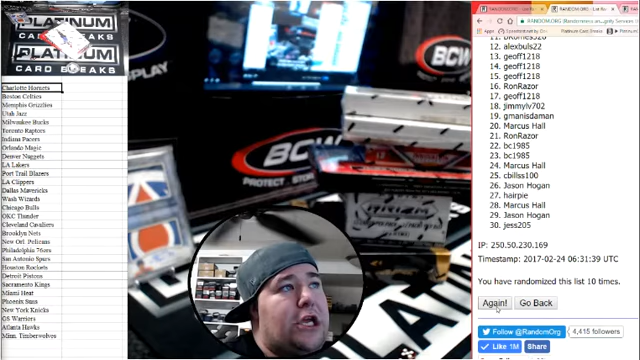 PLATINUM
CARD BREAKS
PLATINUM
CARD BREAKS
Charlotte Hornets
Boston Celtics
Memphis Grizzlies
Utah Jazz
Milwaukee Bucks
Toronto Raptors
Indiana Pacers
Orlando Magic
Denver Nuggets
LA Lakers
Port Trail Blazers
LA Clippers
Dallas Mavericks
Wash Wizards
Chicago Bulls
OKC Thunder
Cleveland Cavaliers
Brooklyn Nets
New Orl. Pelicans
Philadelphia 76ers
San Antonio Spurs
Houston Rockets
Detroit Pistons
Sacramento Kings
Miami Heat
Phoenix Suns
New York Knicks
GS Warriors
Atlanta Hawks
Minn. Timberwolves
PLAY
BCW
BCW
PROTECT
12. alexbuls22
13. geoff1218
14. geoff1218
15. geoff1218
16. RonRazor
17. geoff1218
18. jimmylv702
19. gmanisdaman
20. Marcus Hall
21. RonRazor
22. bc1985
23. bc1985
24. Marcus Hall
25. cbillss100
26. Jason Hogan
27. hairpie
28. Marcus Hall
29. Jason Hogan
30. jess205
IP: 250.50.230.169
Timestamp: 2017-02-24 06:31:39 UTC
You have randomized this list 10 times.
Again! Go Back
Follow @RandomOrg 4,415 followers
Like 1M Share